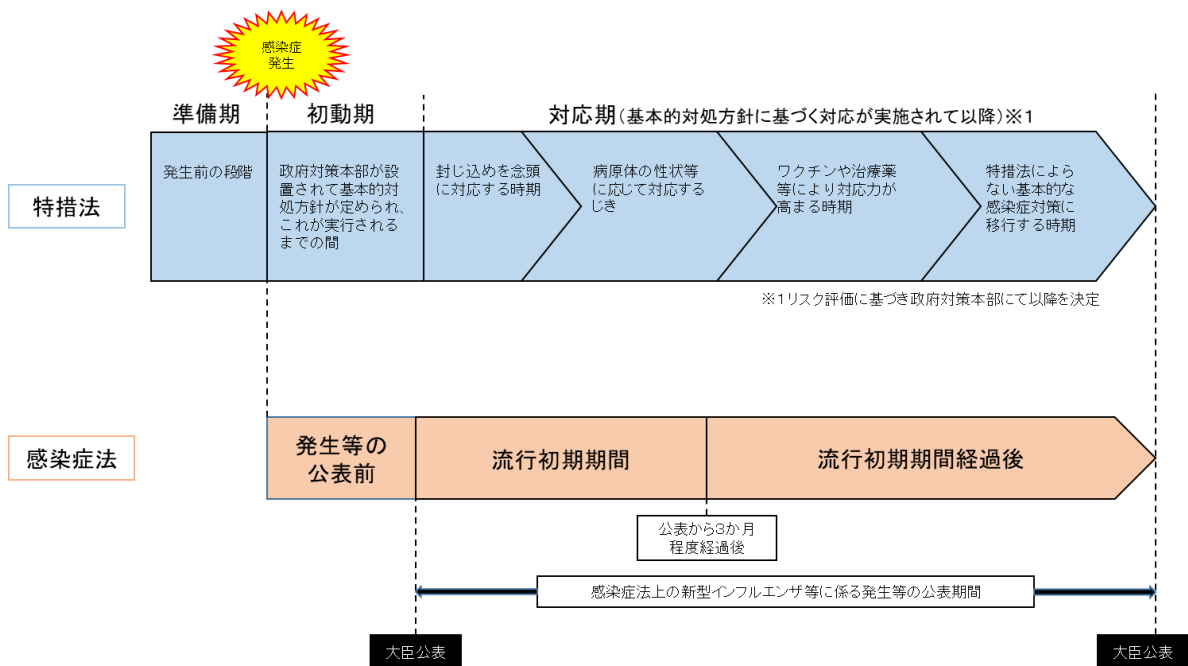 感染症
発生
準備期
初動期
対応期(基本的対処方針に基づく対応が実施されて以降)※1
特措法
発生前の段階
政府対策本部が設
置されて基本的対
処方針が定められ、
これが実行される
までの間
封じ込めを念頭
に対応する時期
病原体の性状等
に応じて対応する
じき
ワクチンや治療薬
等により対応力が
高まる時期
特措法によら
ない基本的な
感染症対策に
移行する時期
※1リスク評価に基づき政府対策本部にて以降を決定
感染症法
発生等の
公表前
流行初期期間
流行初期期間経過後
公表から3か月
程度経過後
感染症法上の新型インフルエンザ等に係る発生等の公表期間
大臣公表
大臣公表